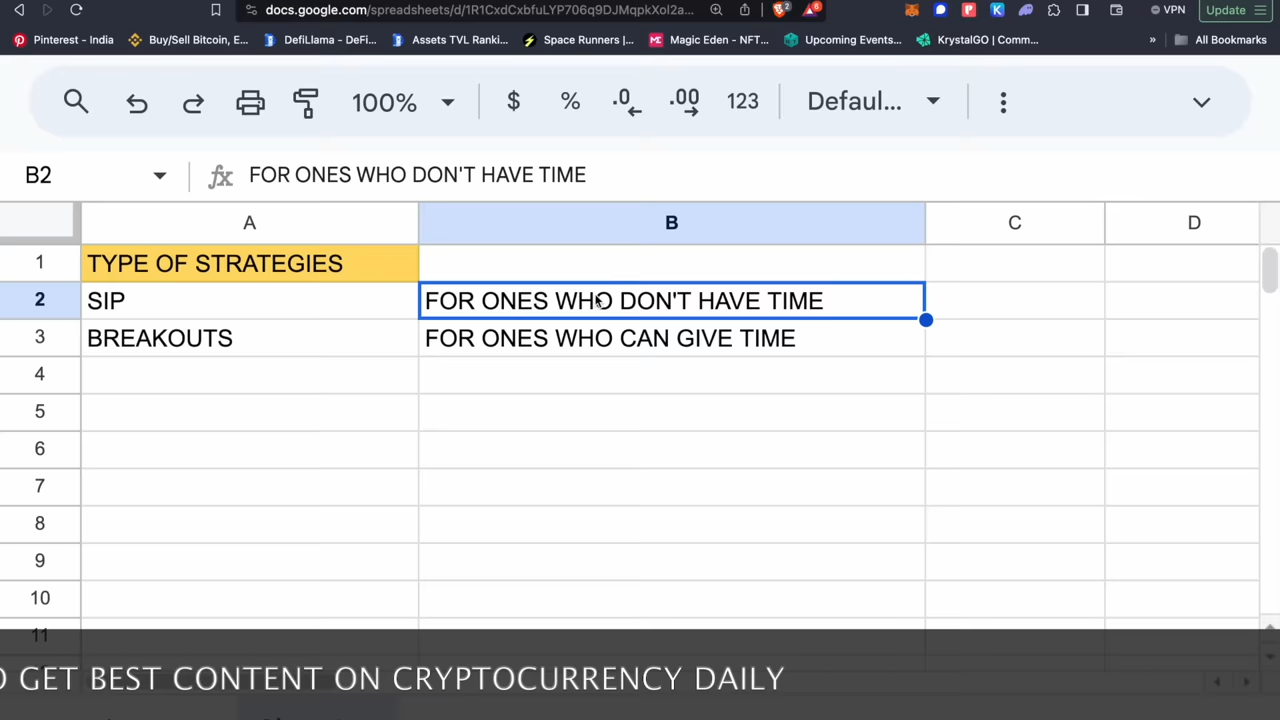 docs.google.com/spreadsheets/d/1R1CxdCxbfuLYP706q9DJMqpkXol2a...
2
6
VPN
Update
Pinterest - India
Buy/Sell Bitcoin, E...
DefiLlama - DeFi...
Assets TVL Ranki...
Space Runners |...
Magic Eden - NFT...
Upcoming Events...
KrystalGO | Comm...
»
All Bookmarks
100%
$
%
.0
.00
123
Defaul...
B2
fx
FOR ONES WHO DON'T HAVE TIME
A
B
C
D
1
TYPE OF STRATEGIES
2
SIP
FOR ONES WHO DON'T HAVE TIME
3
BREAKOUTS
FOR ONES WHO CAN GIVE TIME
4
5
6
7
8
9
10
11
GET BEST CONTENT ON CRYPTOCURRENCY DAILY